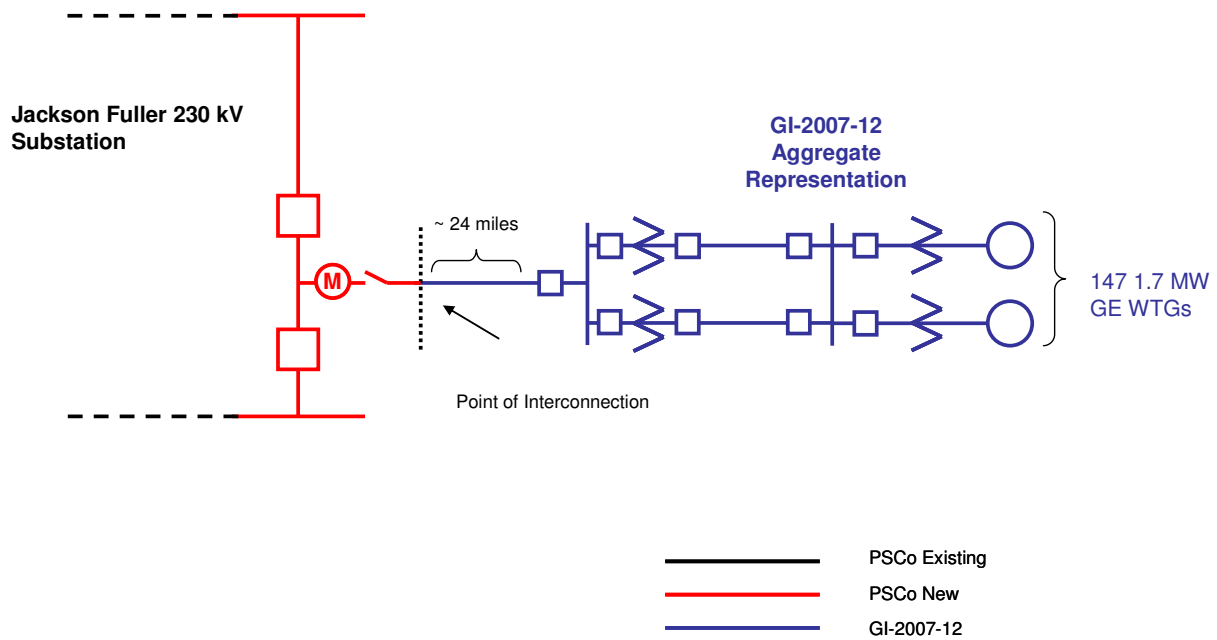 Jackson Fuller 230 kV
Substation
GI-2007-12
Aggregate
Representation
~ 24 miles
M
147 1.7 MW
GE WTGs
Point of Interconnection
PSCo Existing
PSCo New
GI-2007-12